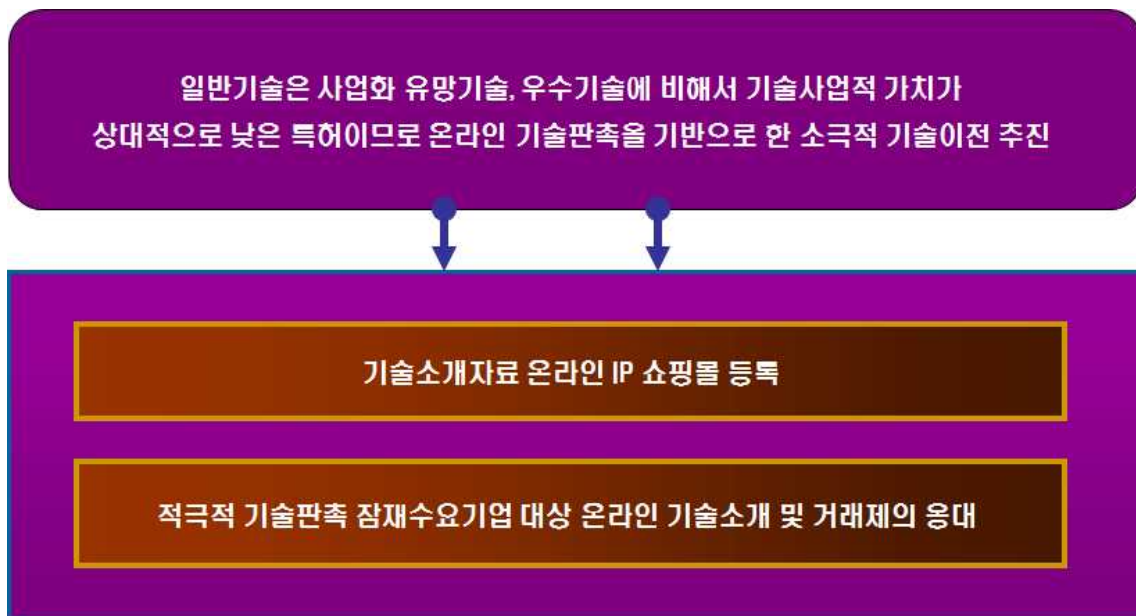 일반기술은 사업화 유망기술, 우수기술에 비해서 기술사업적 가치가
상대적으로 낮은 특허이므로 온라인 기술판촉을 기반으로 한 소극적 기술이전 추진
기술소개자료 온라인 IP 쇼핑몰 등록
적극적 기술판촉 잠재수요기업 대상 온라인 기술소개 및 거래제의 응대